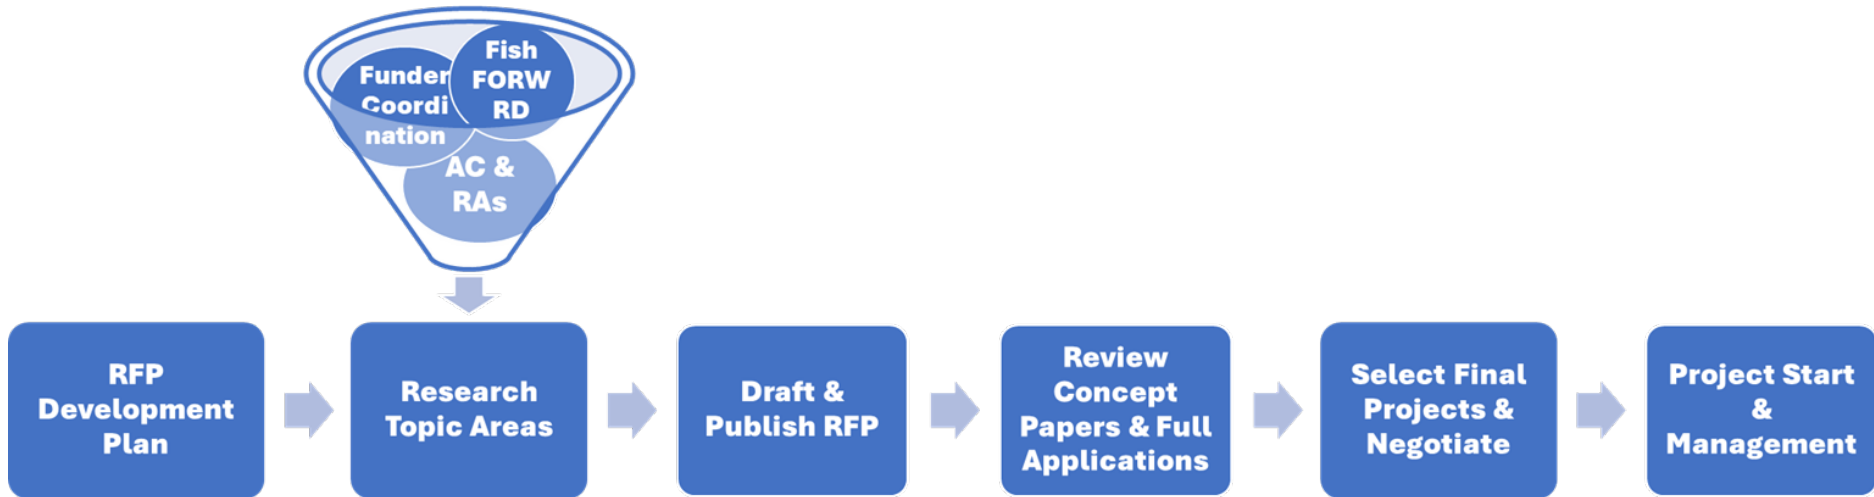 Funder
Coordi
nation
Fish
FORW
RD
AC &
RAs
RFP
Development
Plan
Research
Topic Areas
Draft &
Publish RFP
Review
Concept
Papers & Full
Applications
Select Final
Projects &
Negotiate
Project Start
&
Management